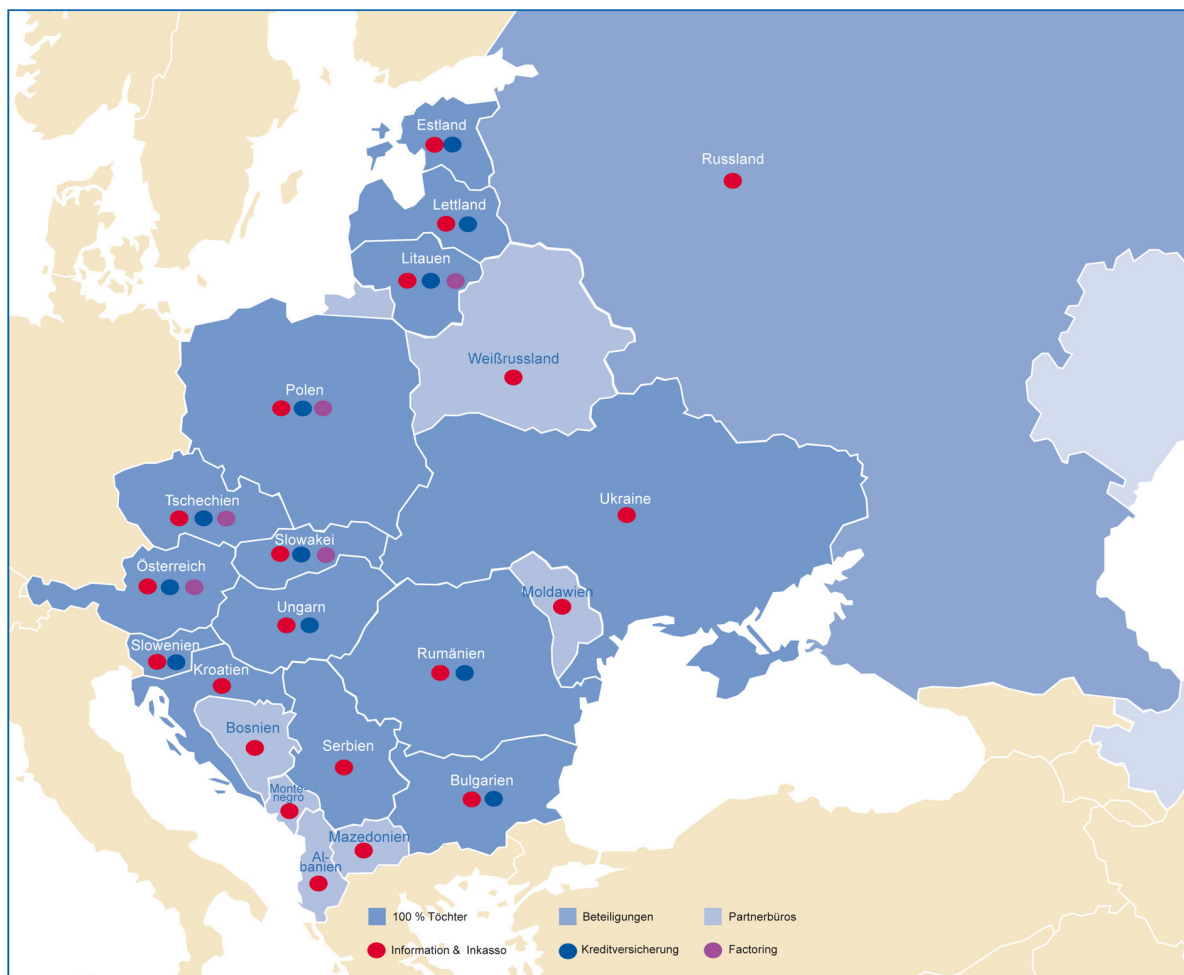 Estland
Russland
Lettland
Litauen
Weißrussland
Polen
Tschechien
Ukraine
Slowakei
Österreich
Moldawien
Ungarn
Slowenien
Rumänien
Kroatien
Bosnien
Serbien
Bulgarien
Monte-
negro
Mazedonien
Al-
banien
100 % Töchter
Beteiligungen
Partnerbüros
Information & Inkasso
Kreditversicherung
Factoring